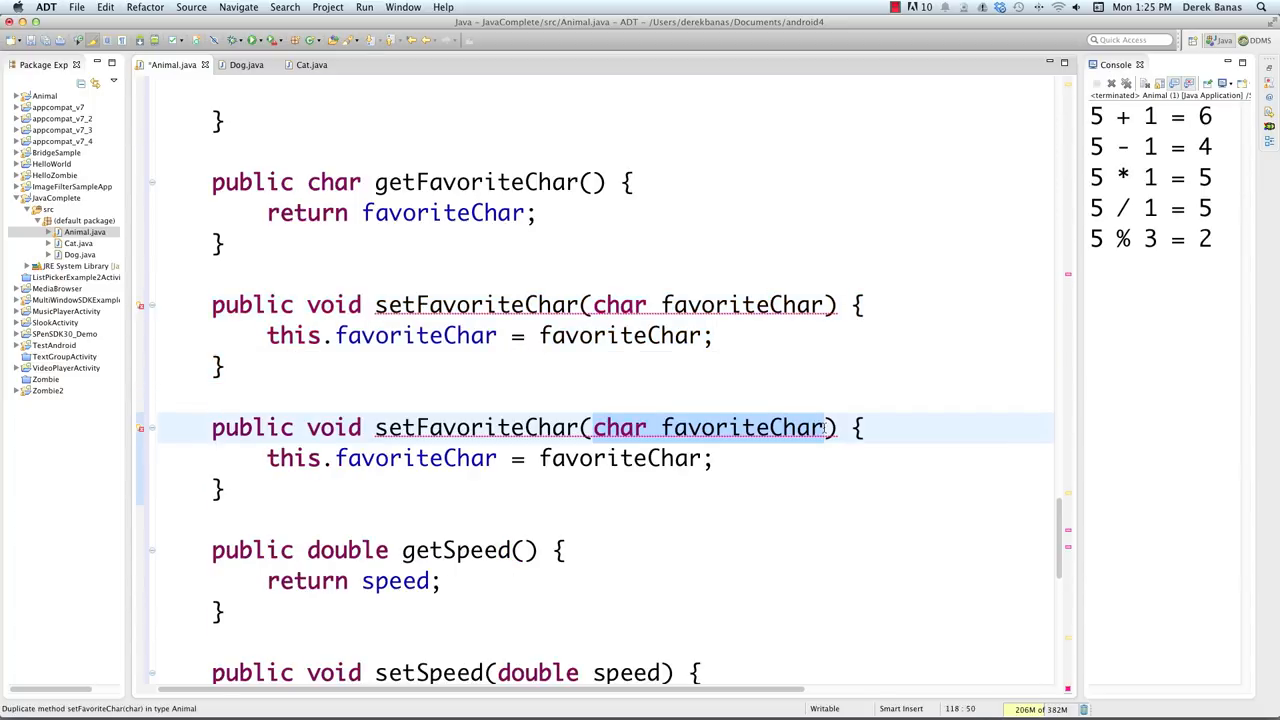 ADT File Edit Refactor Source Navigate Search Project Run Window Help
10
Mon 1:25 PM Derek Banas
Java - JavaComplete/src/Animal.java - ADT - /Users/derekbanas/Documents/android4
Quick Access
Java
DDMS
Package Exp
*Animal.java
Dog.java
Cat.java
Console
Animal
appcompat_v7
appcompat_v7_2
appcompat_v7_3
appcompat_v7_4
BridgeSample
HelloWorld
HelloZombie
ImageFilterSampleApp
JavaComplete
src
(default package)
Animal.java
Cat.java
Dog.java
JRE System Library [
ListPickerExample2Activi
MediaBrowser
MultiWindowSDKExample
MusicPlayerActivity
SlookActivity
SPenSDK30_Demo
TestAndroid
TextGroupActivity
VideoPlayerActivity
Zombie
Zombie2
}
public char getFavoriteChar() {
return favoriteChar;
}
public void setFavoriteChar(char favoriteChar) {
this.favoriteChar = favoriteChar;
}
public void setFavoriteChar(char favoriteChar) {
this.favoriteChar = favoriteChar;
}
public double getSpeed() {
return speed;
}
public void setSpeed(double speed) {
<terminated> Animal (1) [Java Application] /S
5 + 1 = 6
5 - 1 = 4
5 * 1 = 5
5 / 1 = 5
5 % 3 = 2
Duplicate method setFavoriteChar(char) in type Animal
Writable
Smart Insert
118 : 50
206M of 382M